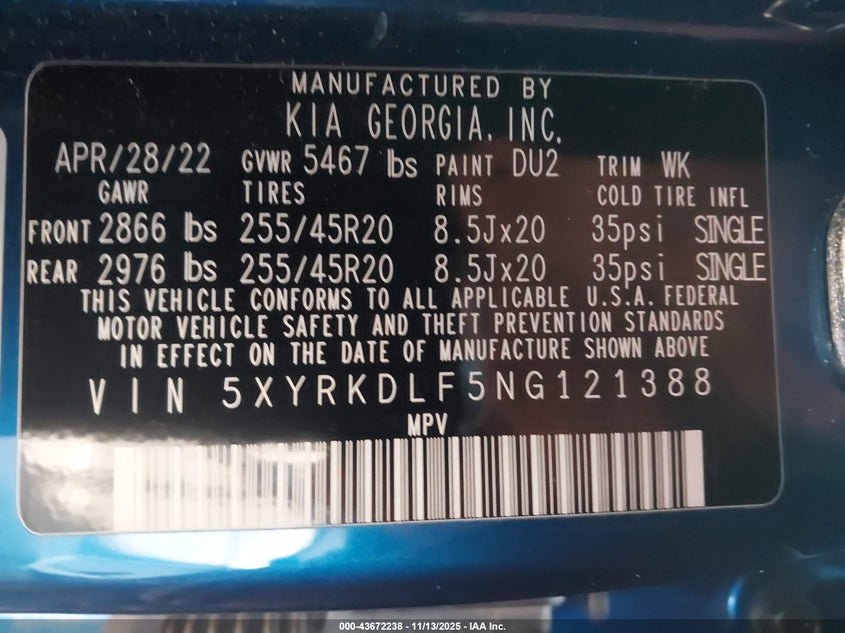 MANUFACTURED BY
KIA GEORGIA, INC.
APR/28/22 GVWR 5467 lbs PAINT DU2 TRIM WK
GAWR TIRES RIMS COLD TIRE INFL
FRONT 2866 lbs 255/45R20 8.5Jx20 35psi SINGLE
REAR 2976 lbs 255/45R20 8.5Jx20 35psi SINGLE
THIS VEHICLE CONFORMS TO ALL APPLICABLE U.S.A. FEDERAL
MOTOR VEHICLE SAFETY AND THEFT PREVENTION STANDARDS
IN EFFECT ON THE DATE OF MANUFACTURE SHOWN ABOVE
VIN 5XYRKDLF5NG121388
MPV
000-43672238 - 11/13/2025 - IAA Inc.